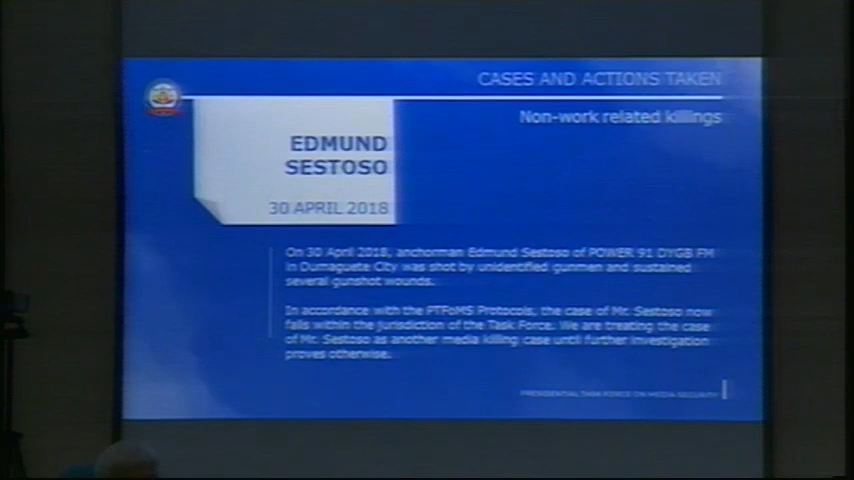 CASES AND ACTIONS TAKEN
Non-work related killings
EDMUND
SESTOSO
30 APRIL 2018
On 30 April 2018, anchorman Edmund Sestoso of POWER 91 DYGB FM
in Dumaguete City was shot by unidentified gunmen and sustained
several gunshot wounds.
In accordance with the PTFoMS Protocols, the case of Mr. Sestoso now
falls within the jurisdiction of the Task Force. We are treating the case
of Mr. Sestoso as another media killing case until further investigation
proves otherwise.
PRESIDENTIAL TASK FORCE ON MEDIA SECURITY